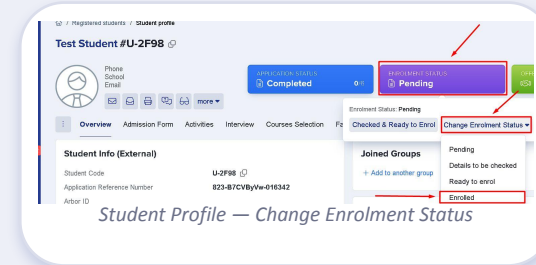 / Registered students / Student profile
Test Student #U-2F98
Phone
School
Email
more
APPLICATION STATUS
Completed
0/6
ENROLMENT STATUS
Pending
Enrolment Status: Pending
Checked & Ready to Enrol
Change Enrolment Status
Overview
Admission Form
Activities
Interview
Courses Selection
Pending
Details to be checked
Ready to enrol
Enrolled
Student Info (External)
Student Code
U-2F98
Application Reference Number
823-B7CVByVw-016342
Arbor ID
Joined Groups
+ Add to another group
Student Profile — Change Enrolment Status